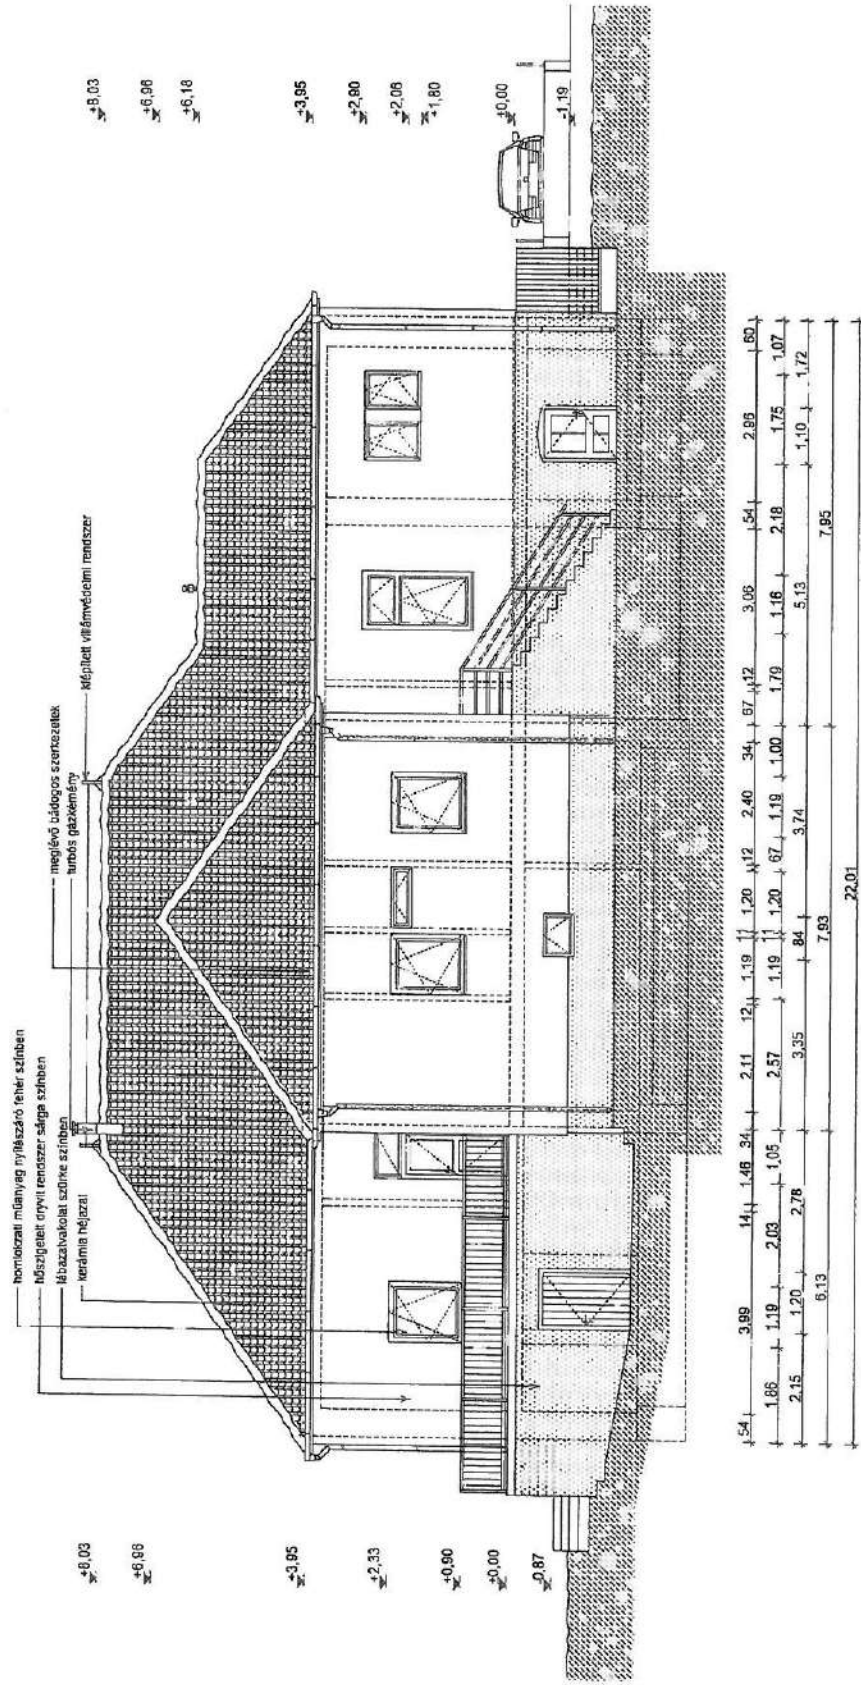 homlokzati műanyag nyílászáró fehér színben
hőszigetelt dryvit rendszer sárga színben
lábazatvakolat szürke színben
kerámia héjazat
meglévő bádogos szerkezetek
turbós gázkémény
kiépített villámvédelmi rendszer
+8,03
+6,96
+3,95
+2,33
+0,90
+0,00
-0,87
+8,03
+6,96
+6,18
+3,95
+2,90
+2,08
+1,80
+0,00
-1,19
54 3,99 14 1,46 34 2,11 12 1,19 11 1,20 12 2,40 34 67 12 3,06 54 2,96 60
1,86 1,19 2,03 1,05 2,57 1,19 11 1,20 67 1,19 1,00 1,79 1,16 2,18 1,75 1,07
2,15 1,20 2,78 3,35 84 3,74 5,13 1,10 1,72
6,13 7,93 7,95
22,01